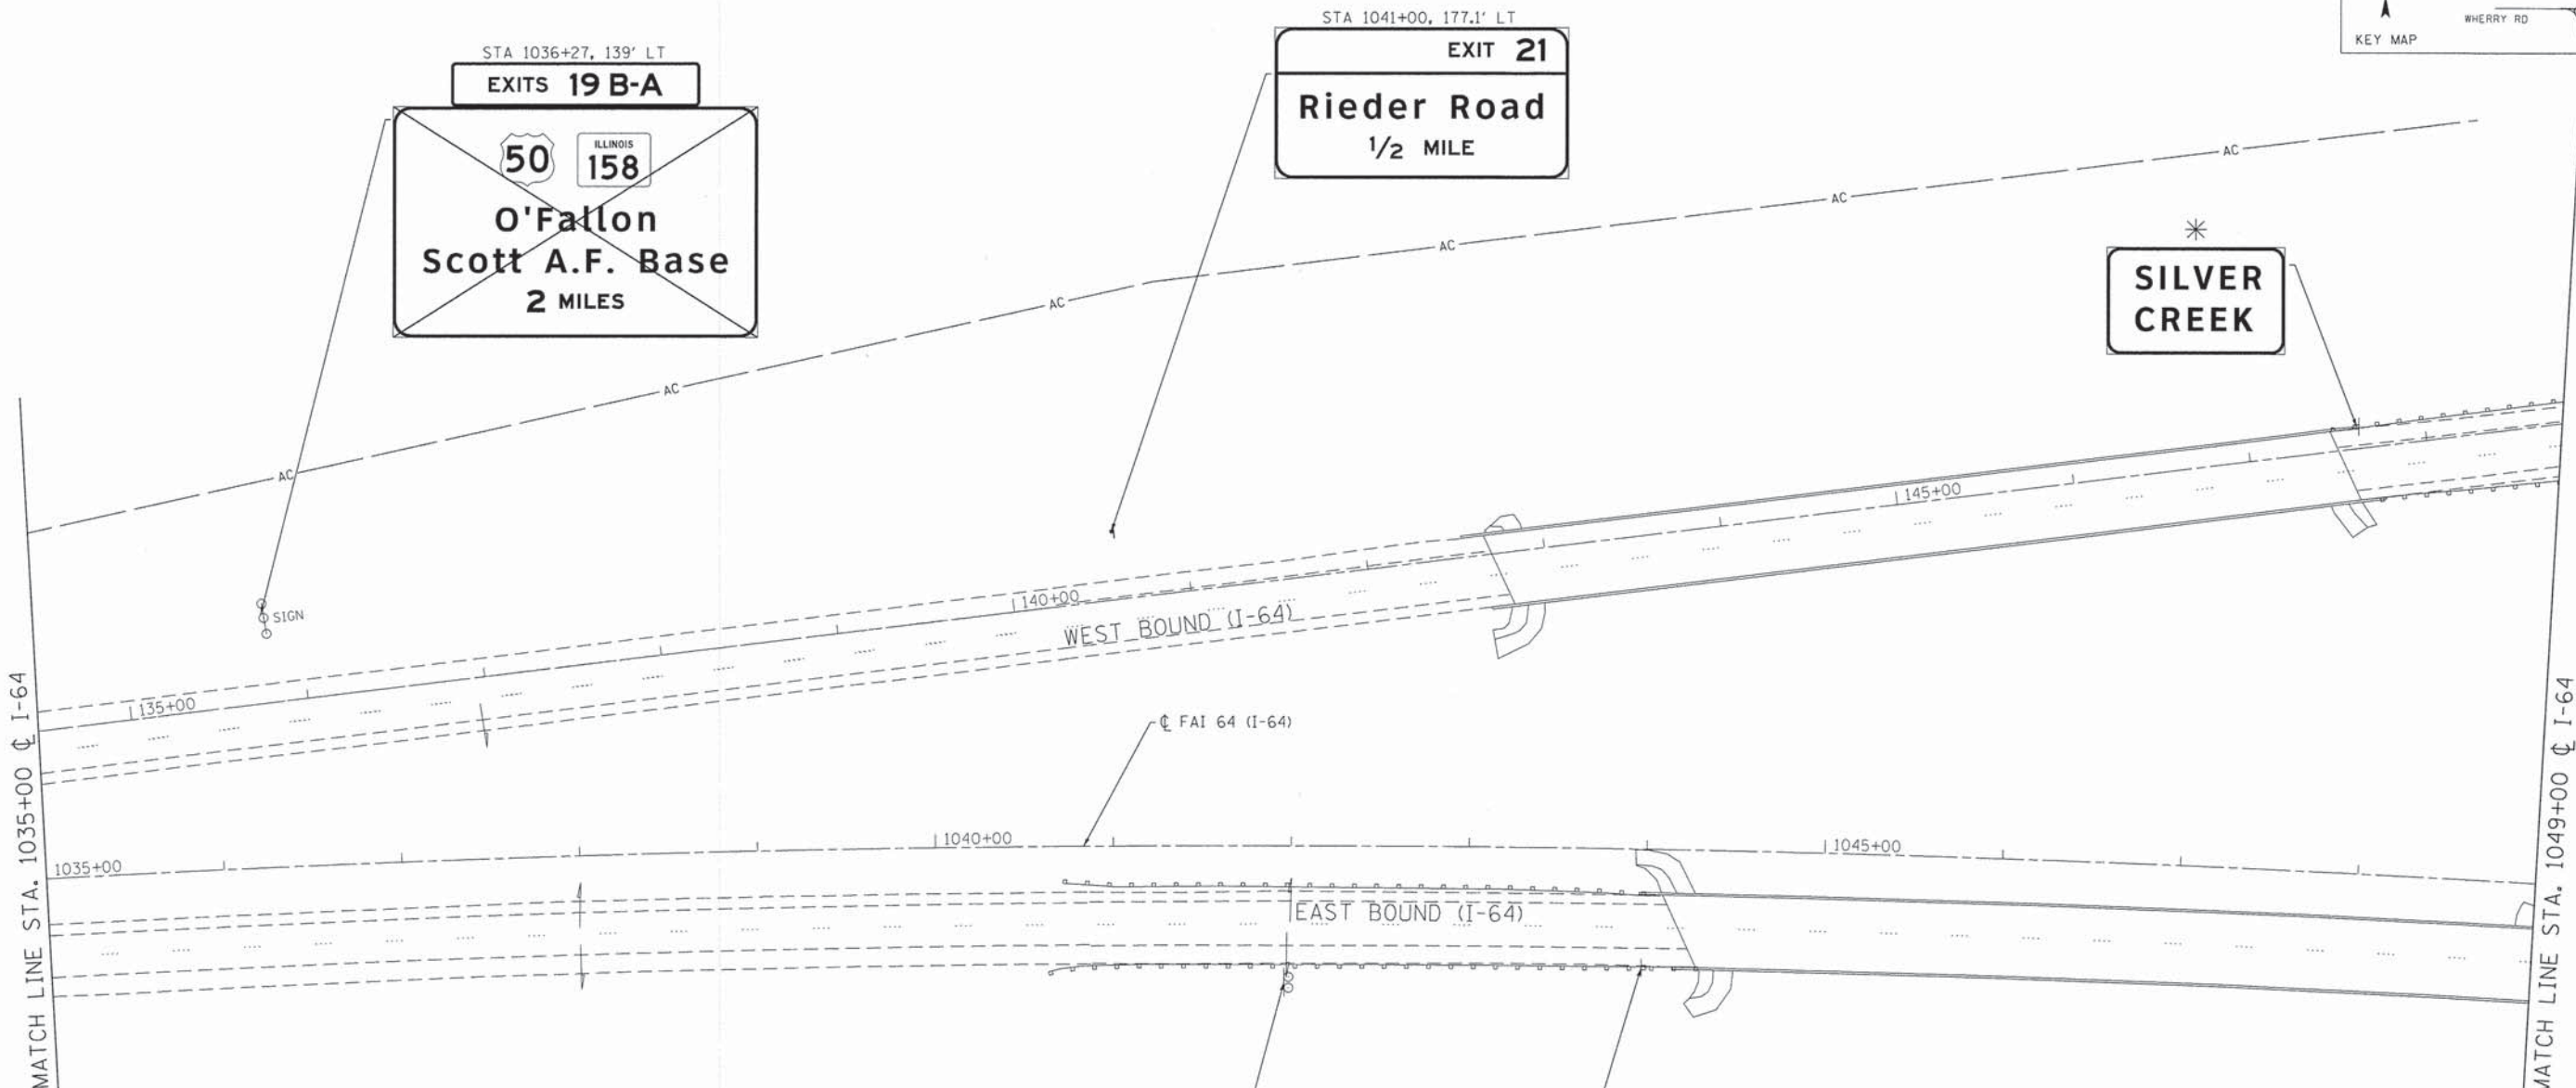 STA 1036+27, 139' LT
EXITS 19 B-A
50
ILLINOIS
158
O'Fallon
Scott A.F. Base
2 MILES
STA 1041+00, 177.1' LT
EXIT 21
Rieder Road
1/2 MILE
WHERRY RD
KEY MAP
SILVER
CREEK
AC
AC
AC
AC
AC
AC
SIGN
135+00
140+00
145+00
WEST BOUND (I-64)
℄ FAI 64 (I-64)
1035+00
1040+00
1045+00
EAST BOUND (I-64)
MATCH LINE STA. 1035+00 ℄ I-64
MATCH LINE STA. 1049+00 ℄ I-64